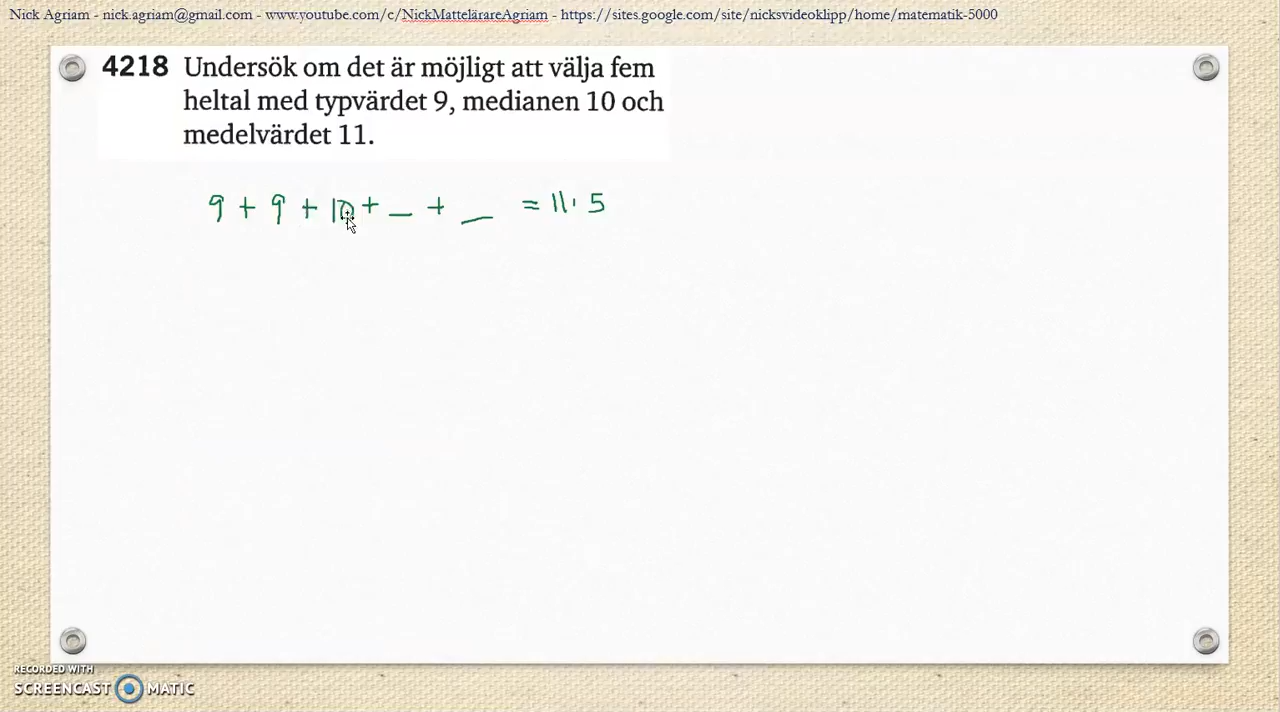 Nick Agriam - nick.agriam@gmail.com - www.youtube.com/c/NickMattelärareAgriam - https://sites.google.com/site/nicksvideoklipp/home/matematik-5000
4218 Undersök om det är möjligt att välja fem
heltal med typvärdet 9, medianen 10 och
medelvärdet 11.
9 + 9 + 10 + _ + _ = 11·5
RECORDED WITH
SCREENCAST MATIC